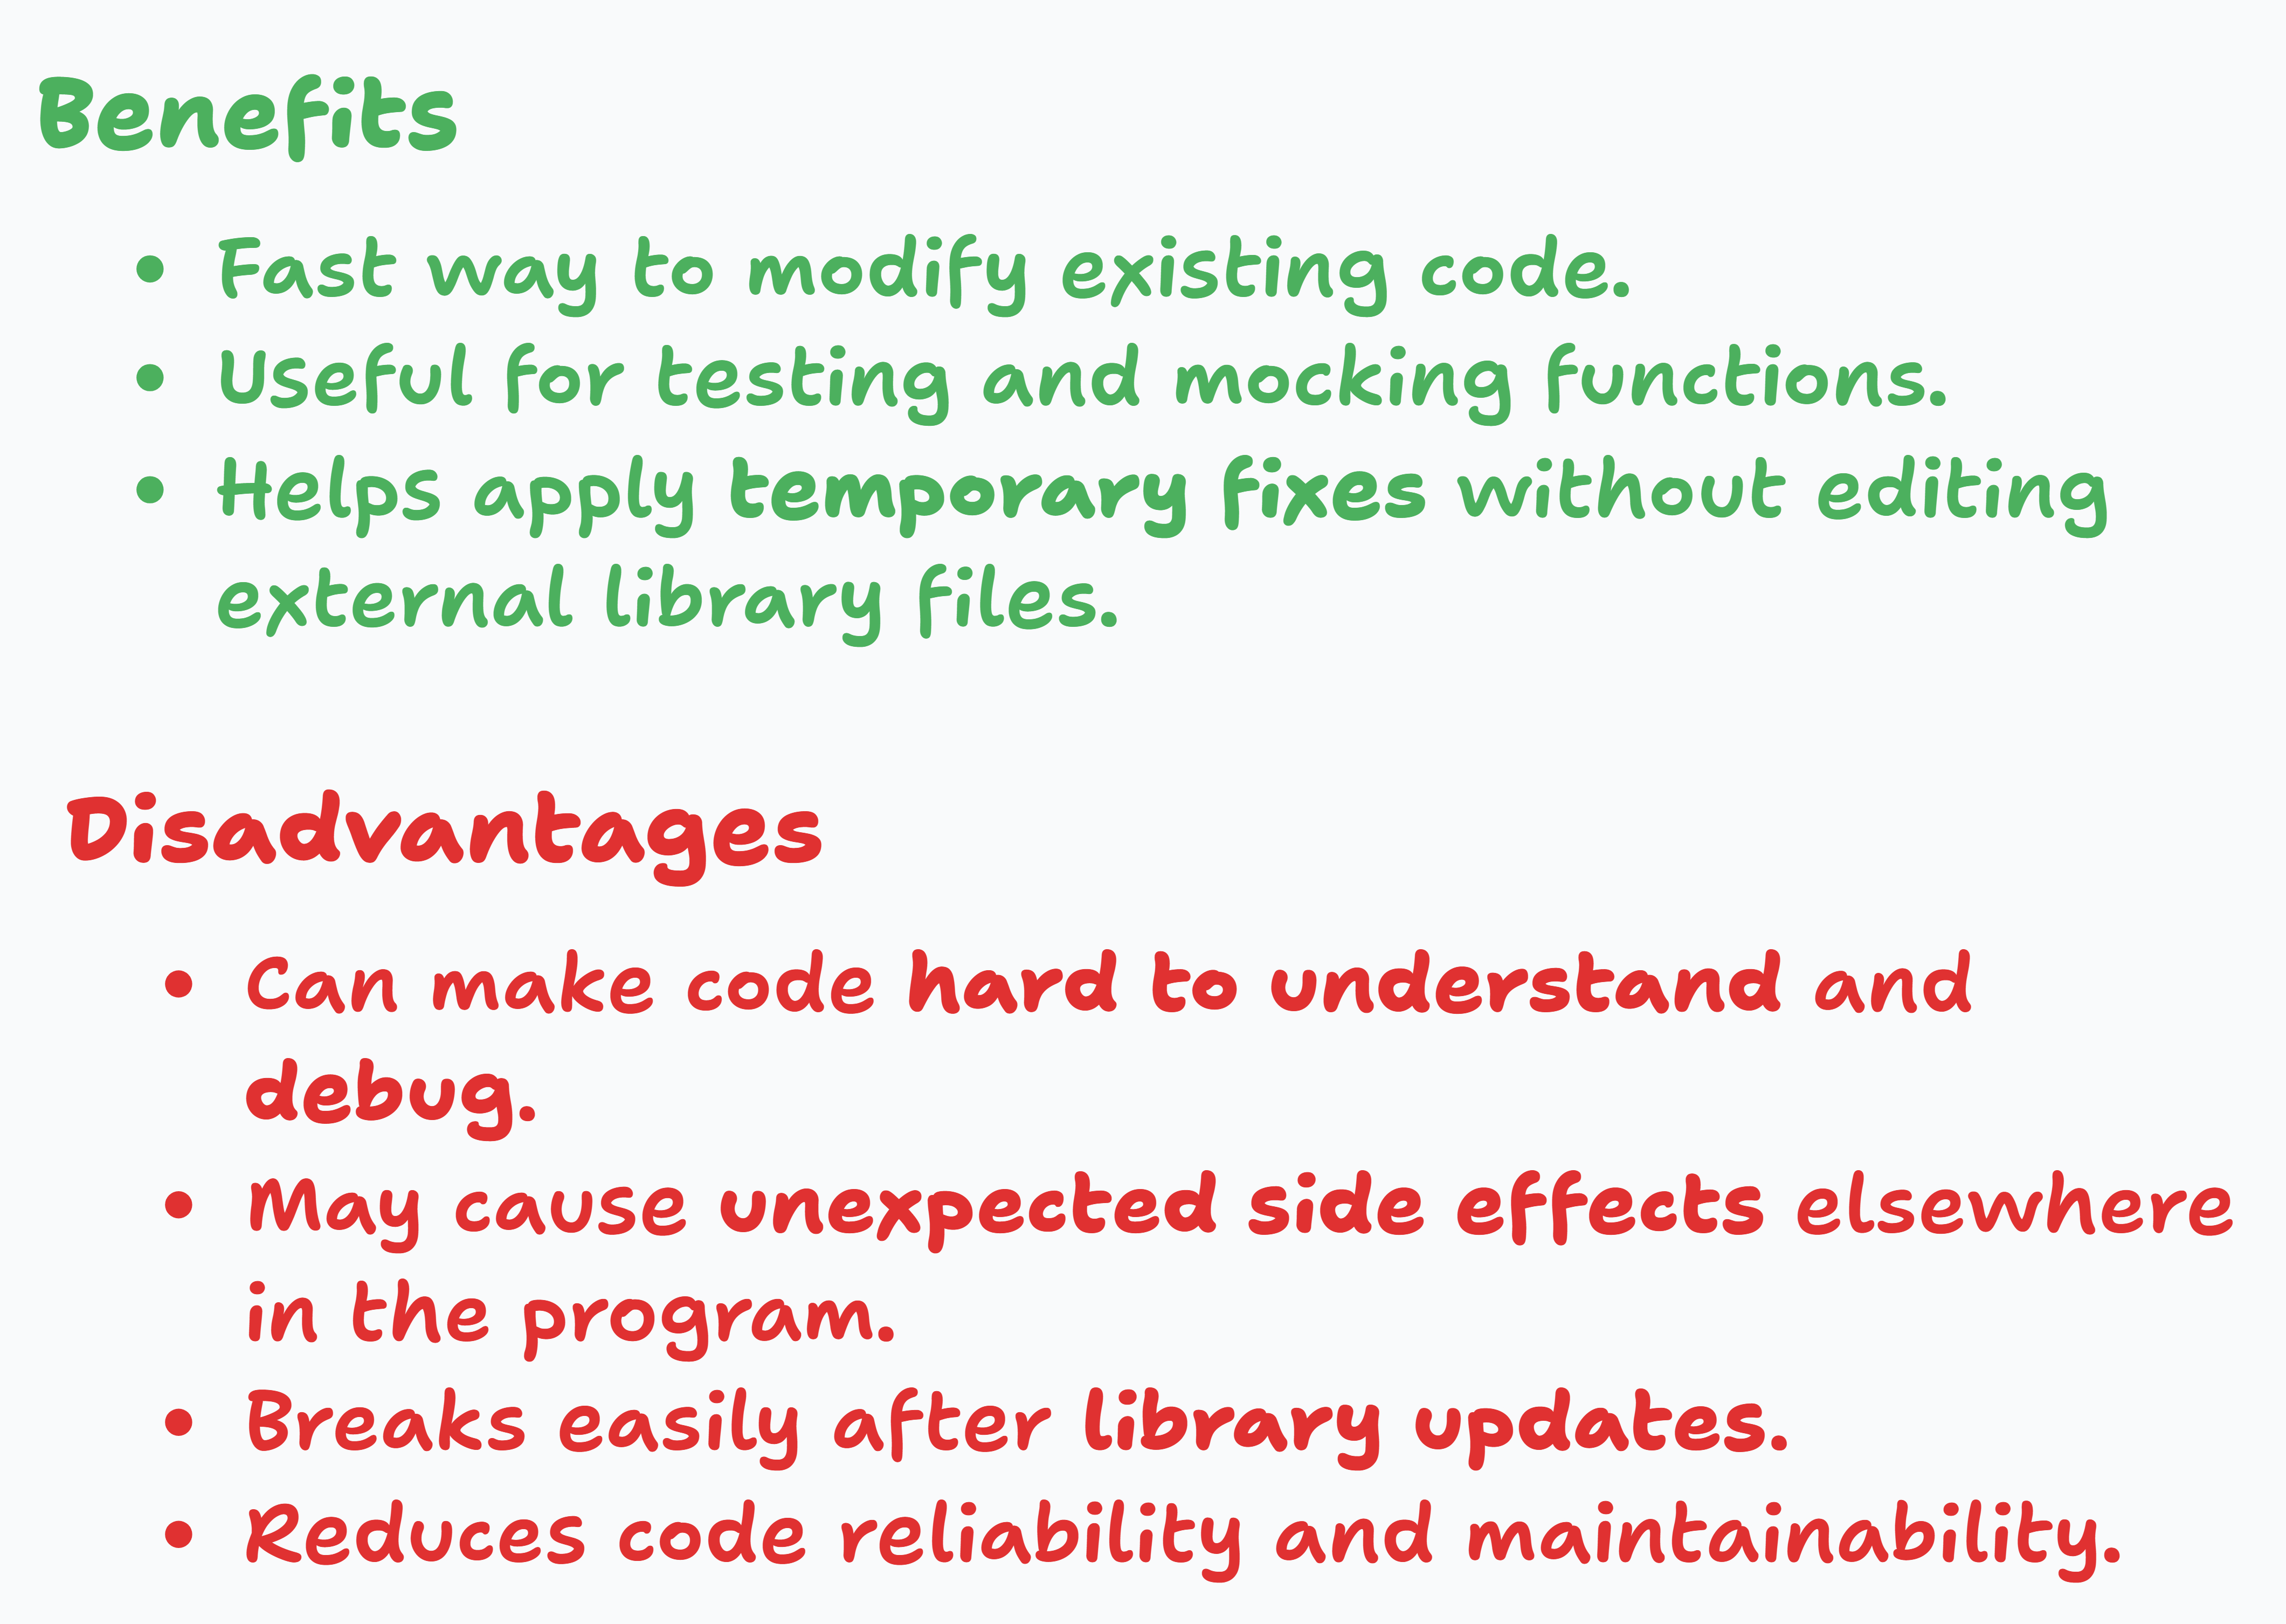 Benefits
• Fast way to modify existing code.
• Useful for testing and mocking functions.
• Helps apply temporary fixes without editing
external library files.
Disadvantages
• Can make code hard to understand and
debug.
• May cause unexpected side effects elsewhere
in the program.
• Breaks easily after library updates.
• Reduces code reliability and maintainability.